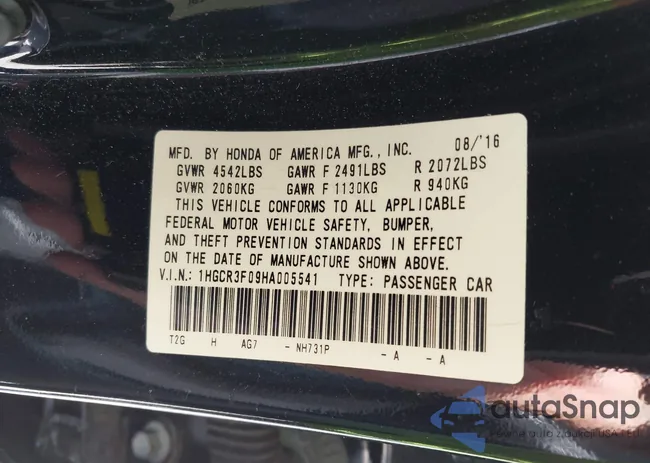 MFD. BY HONDA OF AMERICA MFG., INC. 08/'16
GVWR 4542LBS GAWR F 2491LBS R 2072LBS
GVWR 2060KG GAWR F 1130KG R 940KG
THIS VEHICLE CONFORMS TO ALL APPLICABLE
FEDERAL MOTOR VEHICLE SAFETY, BUMPER,
AND THEFT PREVENTION STANDARDS IN EFFECT
ON THE DATE OF MANUFACTURE SHOWN ABOVE.
V.I.N.: 1HGCR3F09HA005541 TYPE: PASSENGER CAR
T2G H AG7 - NH731P - A - A
autoSnap